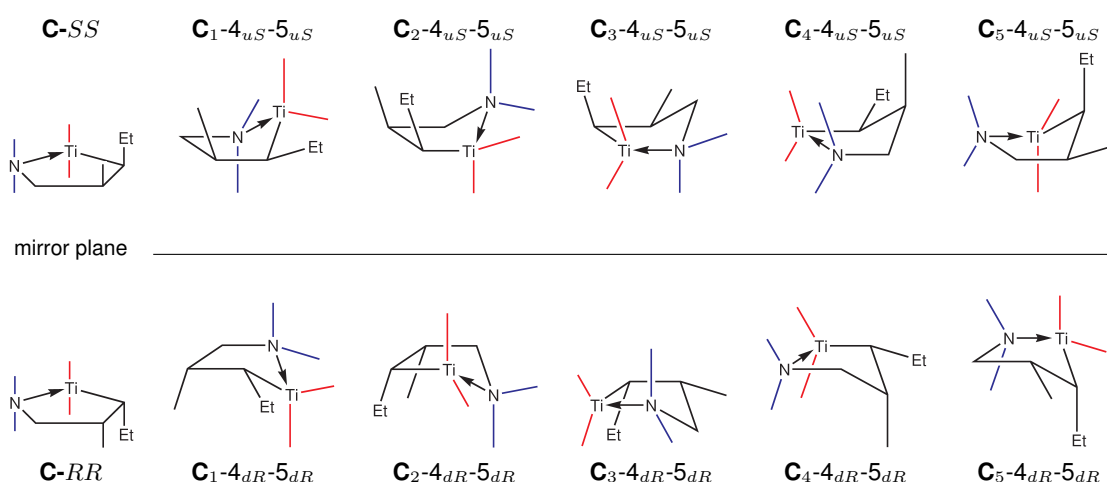 C-SS C₁-4uS-5uS C₂-4uS-5uS C₃-4uS-5uS C₄-4uS-5uS C₅-4uS-5uS
N Ti Et
N Ti Et
Et N Ti
Et Ti N
Ti N Et
Et N Ti
mirror plane
N Ti Et
N Ti Et
Ti N Et
Ti N Et
Ti N Et
N Ti Et
C-RR C₁-4dR-5dR C₂-4dR-5dR C₃-4dR-5dR C₄-4dR-5dR C₅-4dR-5dR